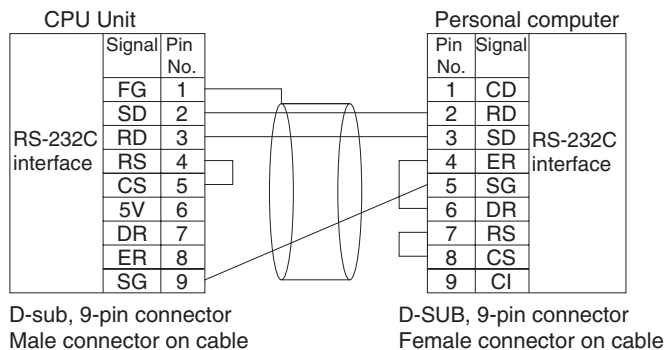 CPU Unit
Personal computer
Signal Pin No.
FG 1
SD 2
RD 3
RS 4
CS 5
5V 6
DR 7
ER 8
SG 9
RS-232C
interface
Pin No. Signal
1 CD
2 RD
3 SD
4 ER
5 SG
6 DR
7 RS
8 CS
9 CI
RS-232C
interface
D-sub, 9-pin connector
Male connector on cable
D-SUB, 9-pin connector
Female connector on cable